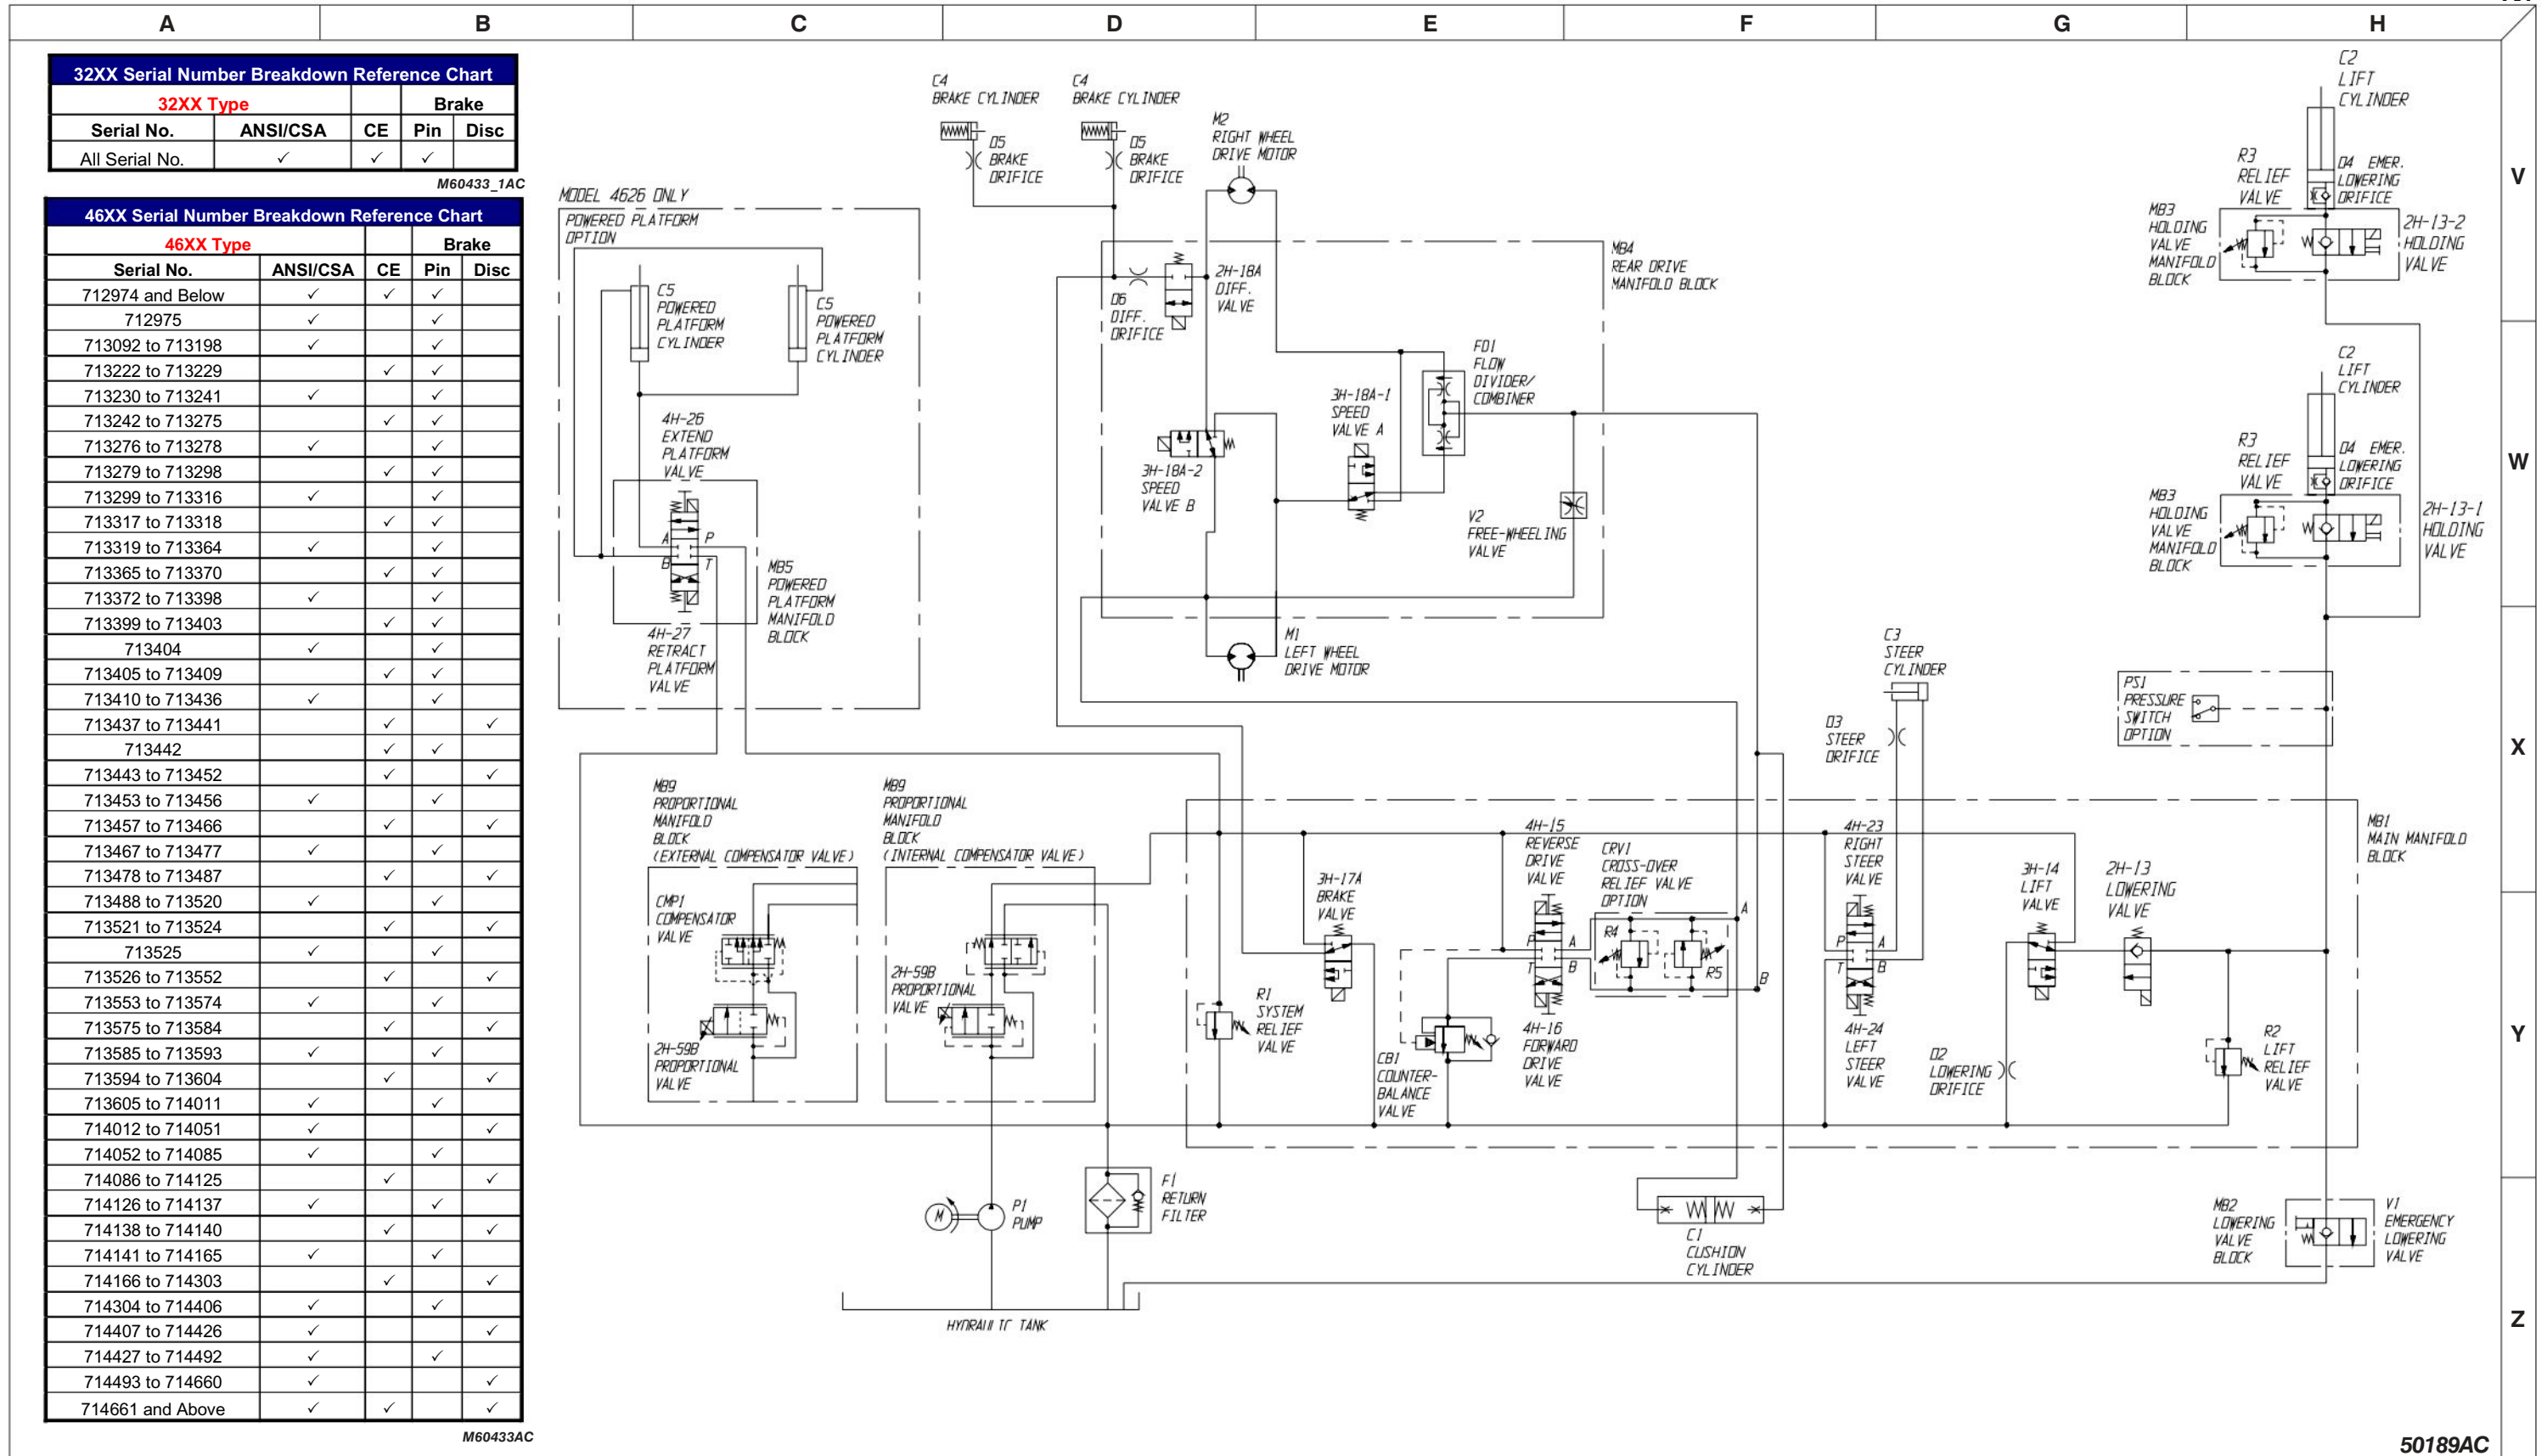 A B C D E F G H
32XX Serial Number Breakdown Reference Chart
32XX Type Brake
Serial No. ANSI/CSA CE Pin Disc
All Serial No. ✓ ✓ ✓
M60433_1AC
46XX Serial Number Breakdown Reference Chart
46XX Type Brake
Serial No. ANSI/CSA CE Pin Disc
712974 and Below ✓ ✓ ✓
712975 ✓ ✓
713092 to 713198 ✓ ✓
713222 to 713229 ✓ ✓
713230 to 713241 ✓ ✓
713242 to 713275 ✓ ✓
713276 to 713278 ✓ ✓
713279 to 713298 ✓ ✓
713299 to 713316 ✓ ✓
713317 to 713318 ✓ ✓
713319 to 713364 ✓ ✓
713365 to 713370 ✓ ✓
713372 to 713398 ✓ ✓
713399 to 713403 ✓ ✓
713404 ✓ ✓
713405 to 713409 ✓ ✓
713410 to 713436 ✓ ✓
713437 to 713441 ✓ ✓
713442 ✓ ✓
713443 to 713452 ✓ ✓
713453 to 713456 ✓ ✓
713457 to 713466 ✓ ✓
713467 to 713477 ✓ ✓
713478 to 713487 ✓ ✓
713488 to 713520 ✓ ✓
713521 to 713524 ✓ ✓
713525 ✓ ✓
713526 to 713552 ✓ ✓
713553 to 713574 ✓ ✓
713575 to 713584 ✓ ✓
713585 to 713593 ✓ ✓
713594 to 713604 ✓ ✓
713605 to 714011 ✓ ✓
714012 to 714051 ✓ ✓
714052 to 714085 ✓ ✓
714086 to 714125 ✓ ✓
714126 to 714137 ✓ ✓
714138 to 714140 ✓ ✓
714141 to 714165 ✓ ✓
714166 to 714303 ✓ ✓
714304 to 714406 ✓ ✓
714407 to 714426 ✓ ✓
714427 to 714492 ✓ ✓
714493 to 714660 ✓ ✓
714661 and Above ✓ ✓ ✓
M60433AC
MODEL 4626 ONLY
POWERED PLATFORM
OPTION
C5
POWERED
PLATFORM
CYLINDER
C5
POWERED
PLATFORM
CYLINDER
4H-26
EXTEND
PLATFORM
VALVE
A P
B T
MB5
POWERED
PLATFORM
MANIFOLD
BLOCK
4H-27
RETRACT
PLATFORM
VALVE
C4
BRAKE CYLINDER
C4
BRAKE CYLINDER
O5
BRAKE
ORIFICE
O5
BRAKE
ORIFICE
M2
RIGHT WHEEL
DRIVE MOTOR
MB4
REAR DRIVE
MANIFOLD BLOCK
2H-18A
DIFF.
VALVE
O6
DIFF.
ORIFICE
FD1
FLOW
DIVIDER/
COMBINER
3H-18A-1
SPEED
VALVE A
3H-18A-2
SPEED
VALVE B
V2
FREE-WHEELING
VALVE
M1
LEFT WHEEL
DRIVE MOTOR
C2
LIFT
CYLINDER
R3
RELIEF
VALVE
O4 EMER.
LOWERING
ORIFICE
MB3
HOLDING
VALVE
MANIFOLD
BLOCK
2H-13-2
HOLDING
VALVE
V
C2
LIFT
CYLINDER
R3
RELIEF
VALVE
O4 EMER.
LOWERING
ORIFICE
MB3
HOLDING
VALVE
MANIFOLD
BLOCK
2H-13-1
HOLDING
VALVE
W
C3
STEER
CYLINDER
O3
STEER
ORIFICE
PS1
PRESSURE
SWITCH
OPTION
X
MB9
PROPORTIONAL
MANIFOLD
BLOCK
(EXTERNAL COMPENSATOR VALVE)
CMP1
COMPENSATOR
VALVE
2H-59B
PROPORTIONAL
VALVE
MB9
PROPORTIONAL
MANIFOLD
BLOCK
(INTERNAL COMPENSATOR VALVE)
2H-59B
PROPORTIONAL
VALVE
R1
SYSTEM
RELIEF
VALVE
3H-17A
BRAKE
VALVE
CB1
COUNTER-
BALANCE
VALVE
4H-15
REVERSE
DRIVE
VALVE
P A
T B
4H-16
FORWARD
DRIVE
VALVE
CRV1
CROSS-OVER
RELIEF VALVE
OPTION
R4
R5
A
B
4H-23
RIGHT
STEER
VALVE
P A
T B
4H-24
LEFT
STEER
VALVE
3H-14
LIFT
VALVE
2H-13
LOWERING
VALVE
O2
LOWERING
ORIFICE
R2
LIFT
RELIEF
VALVE
MB1
MAIN MANIFOLD
BLOCK
Y
M
P1
PUMP
F1
RETURN
FILTER
C1
CUSHION
CYLINDER
MB2
LOWERING
VALVE
BLOCK
V1
EMERGENCY
LOWERING
VALVE
HYDRAULIC TANK
Z
50189AC